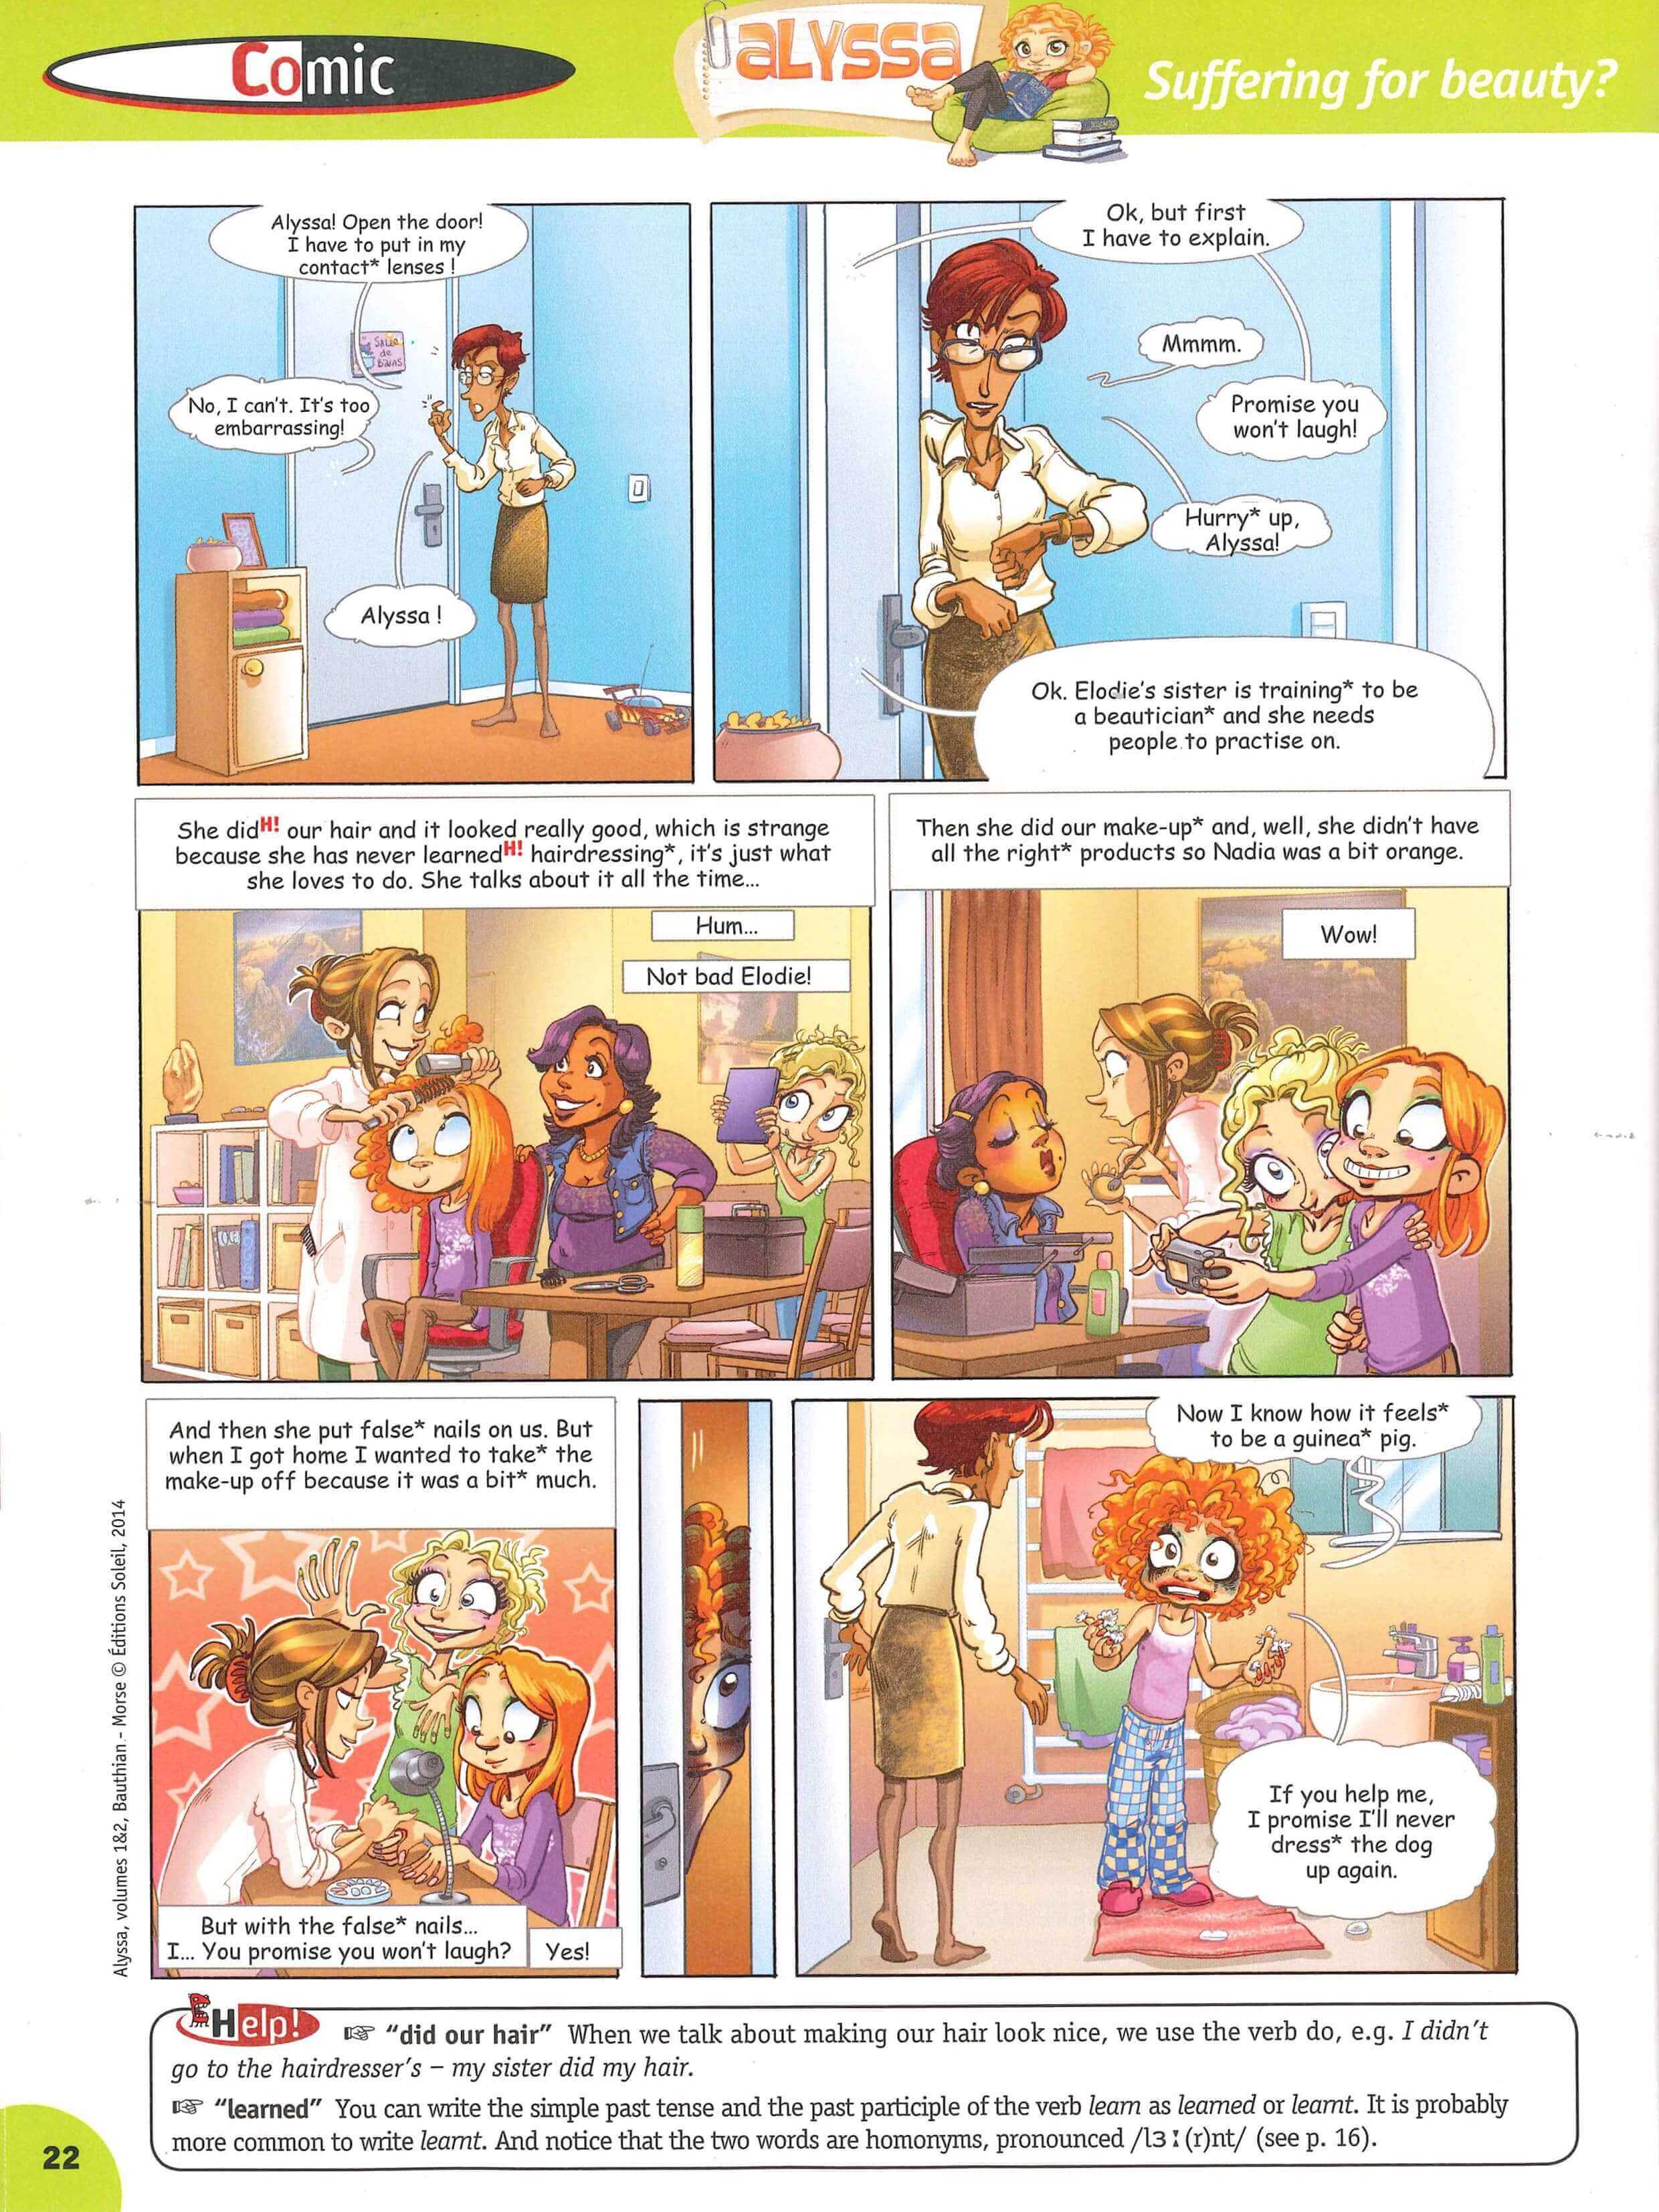 Comic
aLYSSa
Suffering for beauty?
Alyssa! Open the door!
I have to put in my
contact* lenses !
SALLE
de
BAINS
No, I can't. It's too
embarrassing!
Alyssa !
Ok, but first
I have to explain.
Mmmm.
Promise you
won't laugh!
Hurry* up,
Alyssa!
Ok. Elodie's sister is training* to be
a beautician* and she needs
people to practise on.
She didH! our hair and it looked really good, which is strange
because she has never learnedH! hairdressing*, it's just what
she loves to do. She talks about it all the time...
Hum...
Not bad Elodie!
Then she did our make-up* and, well, she didn't have
all the right* products so Nadia was a bit orange.
Wow!
And then she put false* nails on us. But
when I got home I wanted to take* the
make-up off because it was a bit* much.
But with the false* nails...
I... You promise you won't laugh?
Yes!
Now I know how it feels*
to be a guinea* pig.
If you help me,
I promise I'll never
dress* the dog
up again.
Alyssa, volumes 1&2, Bauthian.- Morse © Éditions Soleil, 2014
Help!
☞ “did our hair” When we talk about making our hair look nice, we use the verb do, e.g. I didn't
go to the hairdresser's – my sister did my hair.
☞ “learned” You can write the simple past tense and the past participle of the verb learn as learned or learnt. It is probably
more common to write learnt. And notice that the two words are homonyms, pronounced /lɜː(r)nt/ (see p. 16).
22